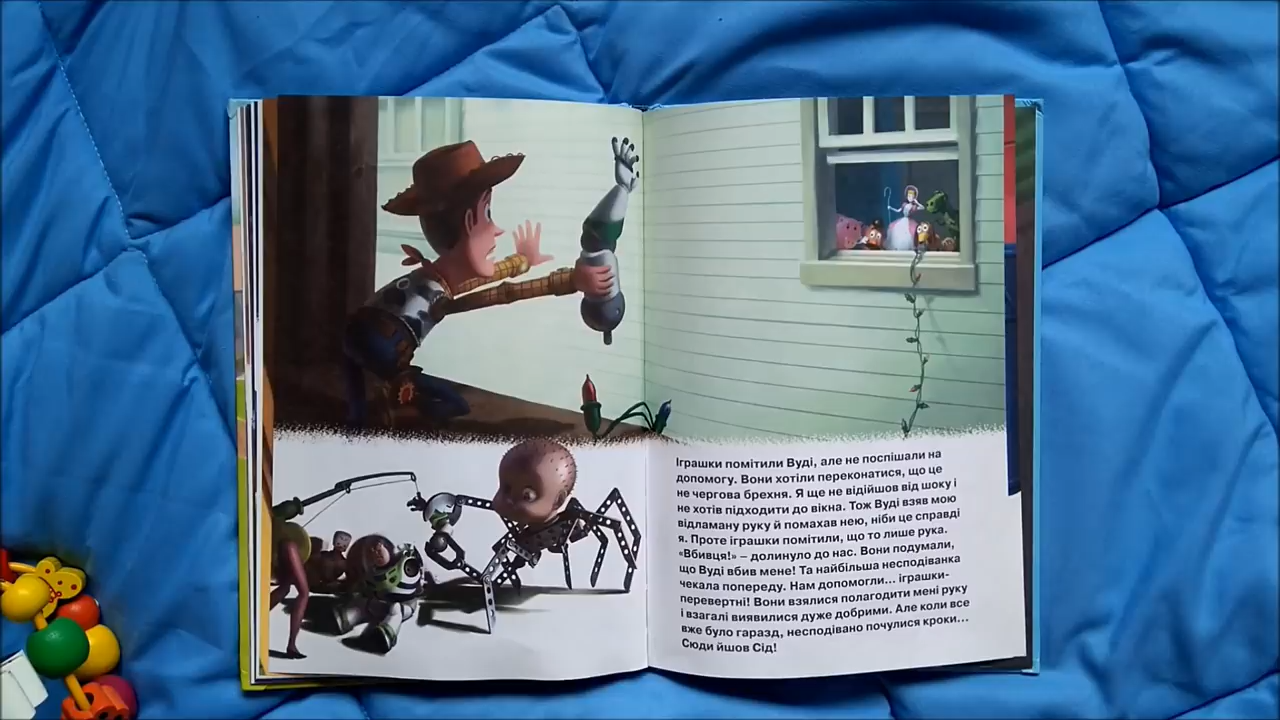 Іграшки помітили Вуді, але не поспішали на
допомогу. Вони хотіли переконатися, що це
не чергова брехня. Я ще не відійшов від шоку і
не хотів підходити до вікна. Тож Вуді взяв мою
відламану руку й помахав нею, ніби це справді
я. Проте іграшки помітили, що то лише рука.
«Вбивця!» – долинуло до нас. Вони подумали,
що Вуді вбив мене! Та найбільша несподіванка
чекала попереду. Нам допомогли... іграшки-
перевертні! Вони взялися полагодити мені руку
і взагалі виявилися дуже добрими. Але коли все
вже було гаразд, несподівано почулися кроки...
Сюди йшов Сід!